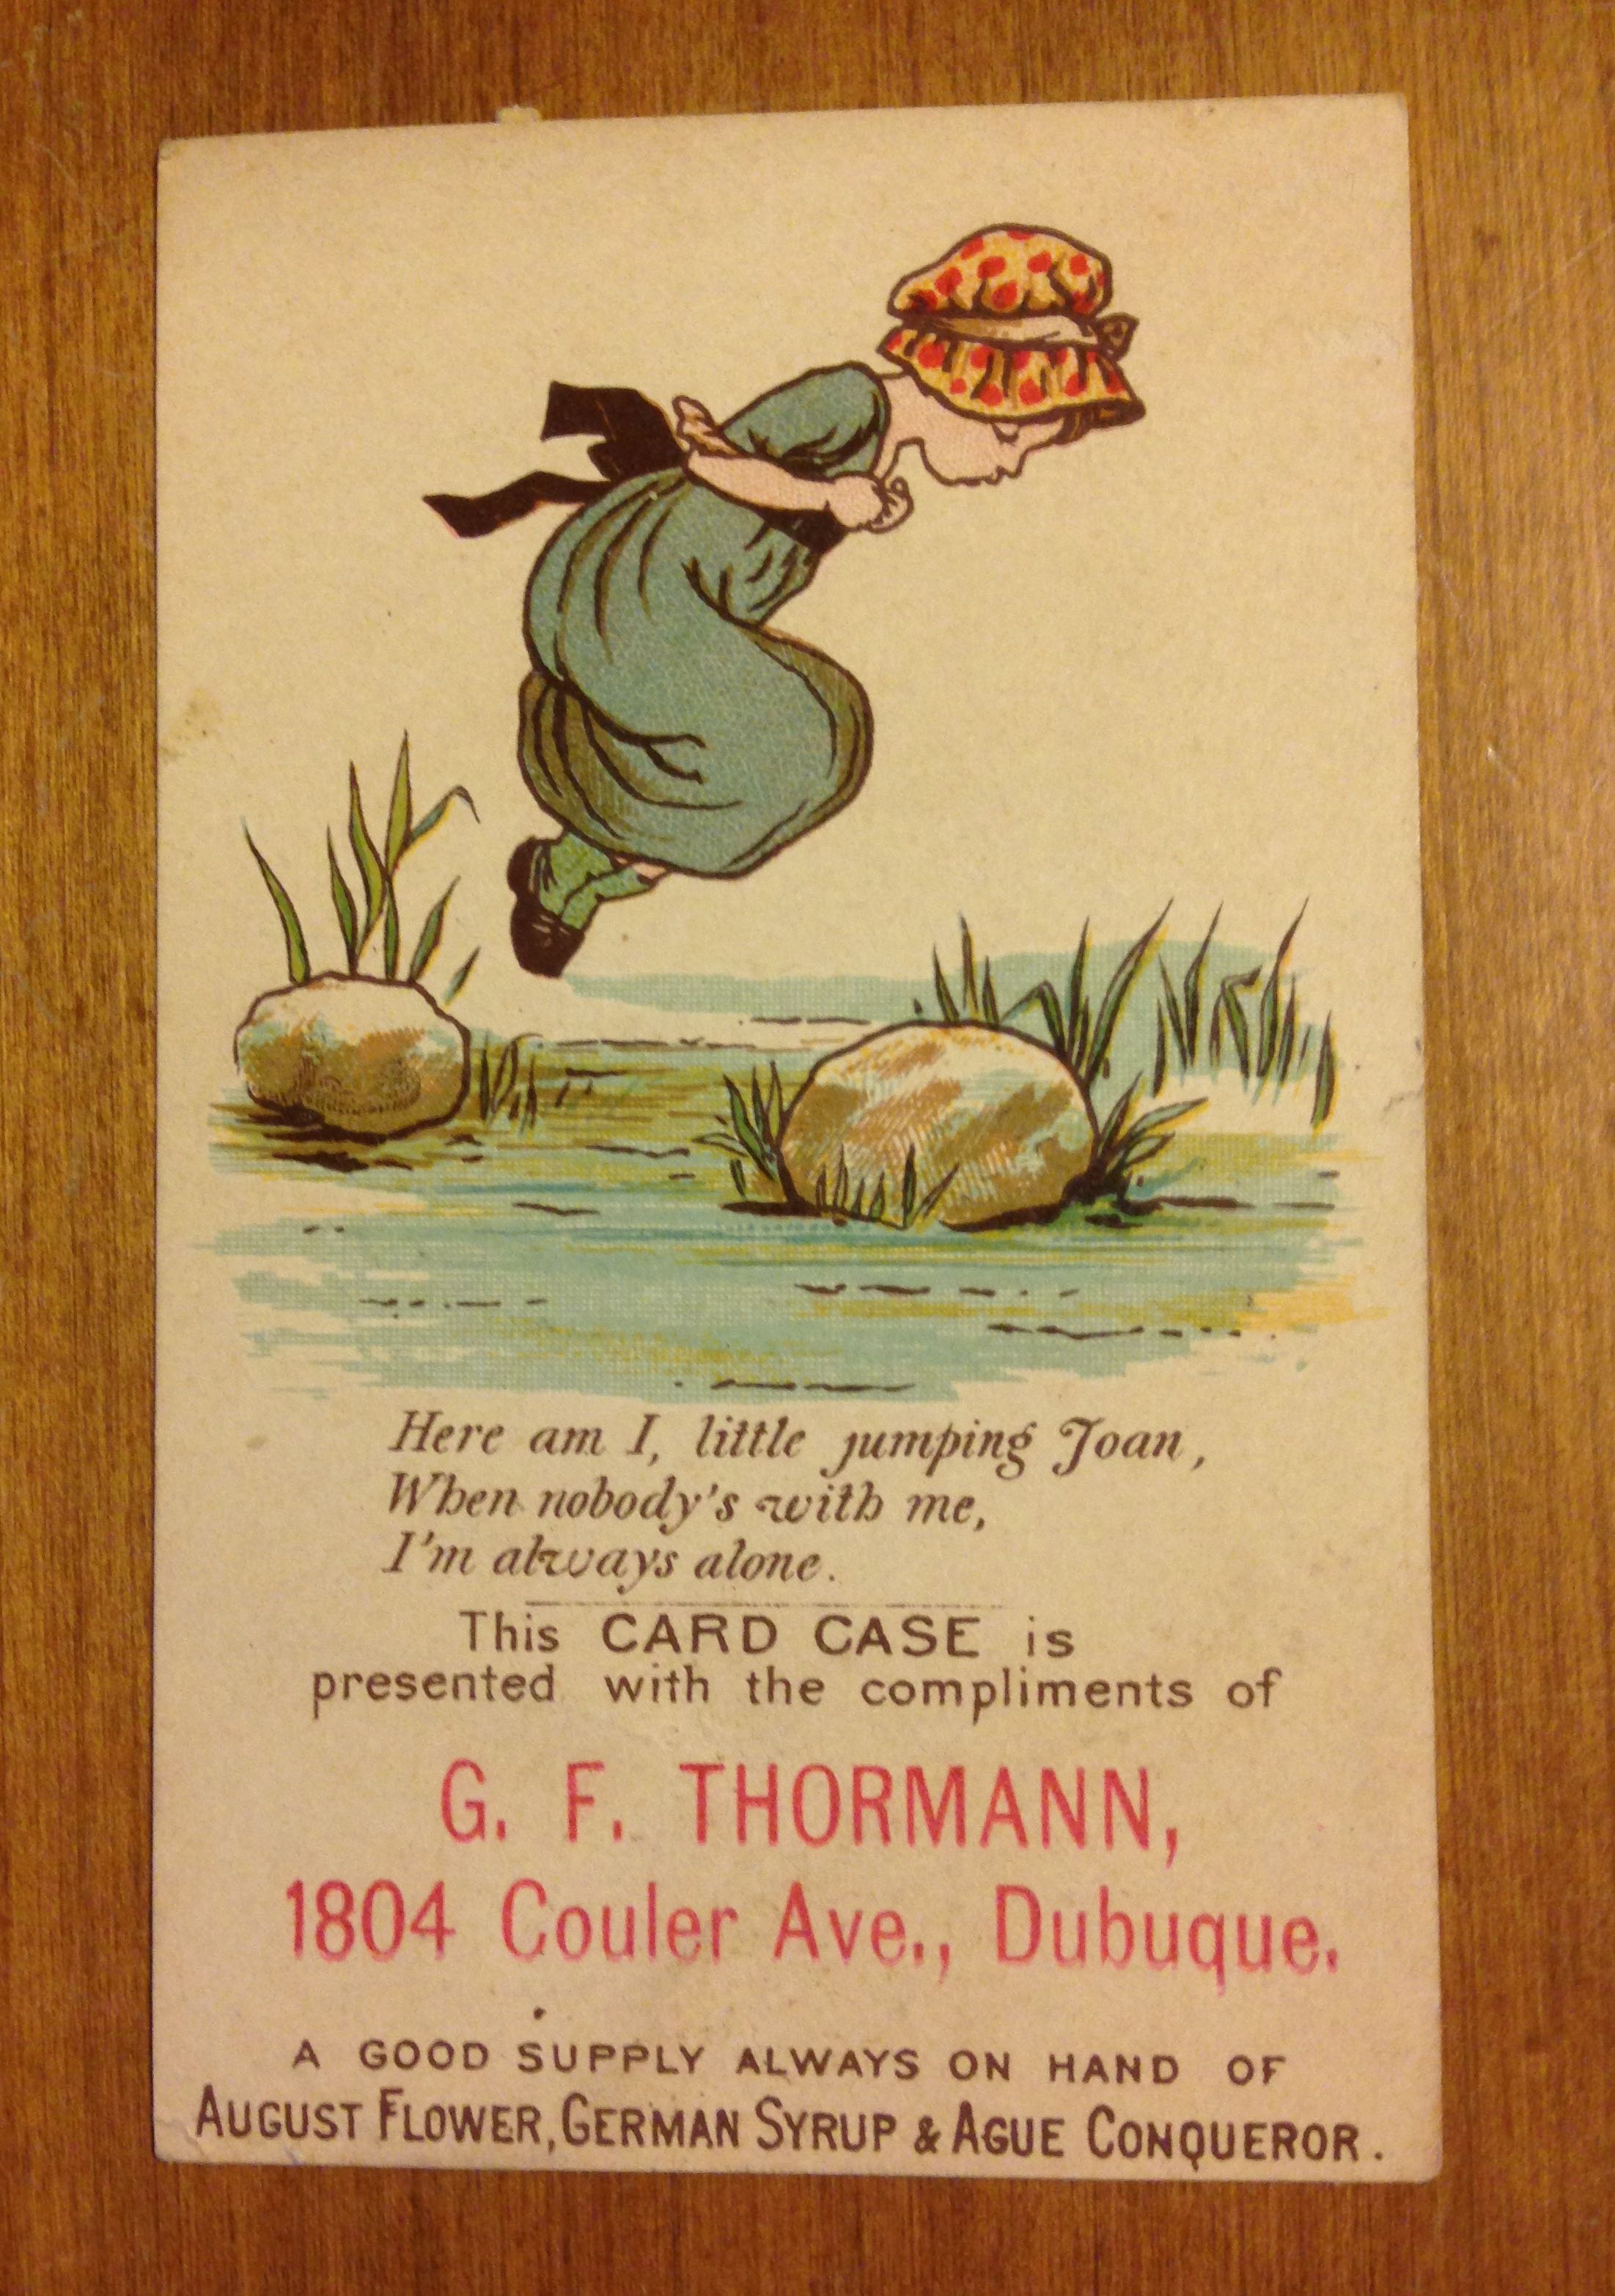 Here am I, little jumping Joan,
When nobody's with me,
I'm always alone.
This CARD CASE is
presented with the compliments of
G. F. THORMANN,
1804 Couler Ave., Dubuque.
A GOOD SUPPLY ALWAYS ON HAND OF
AUGUST FLOWER, GERMAN SYRUP & AGUE CONQUEROR.